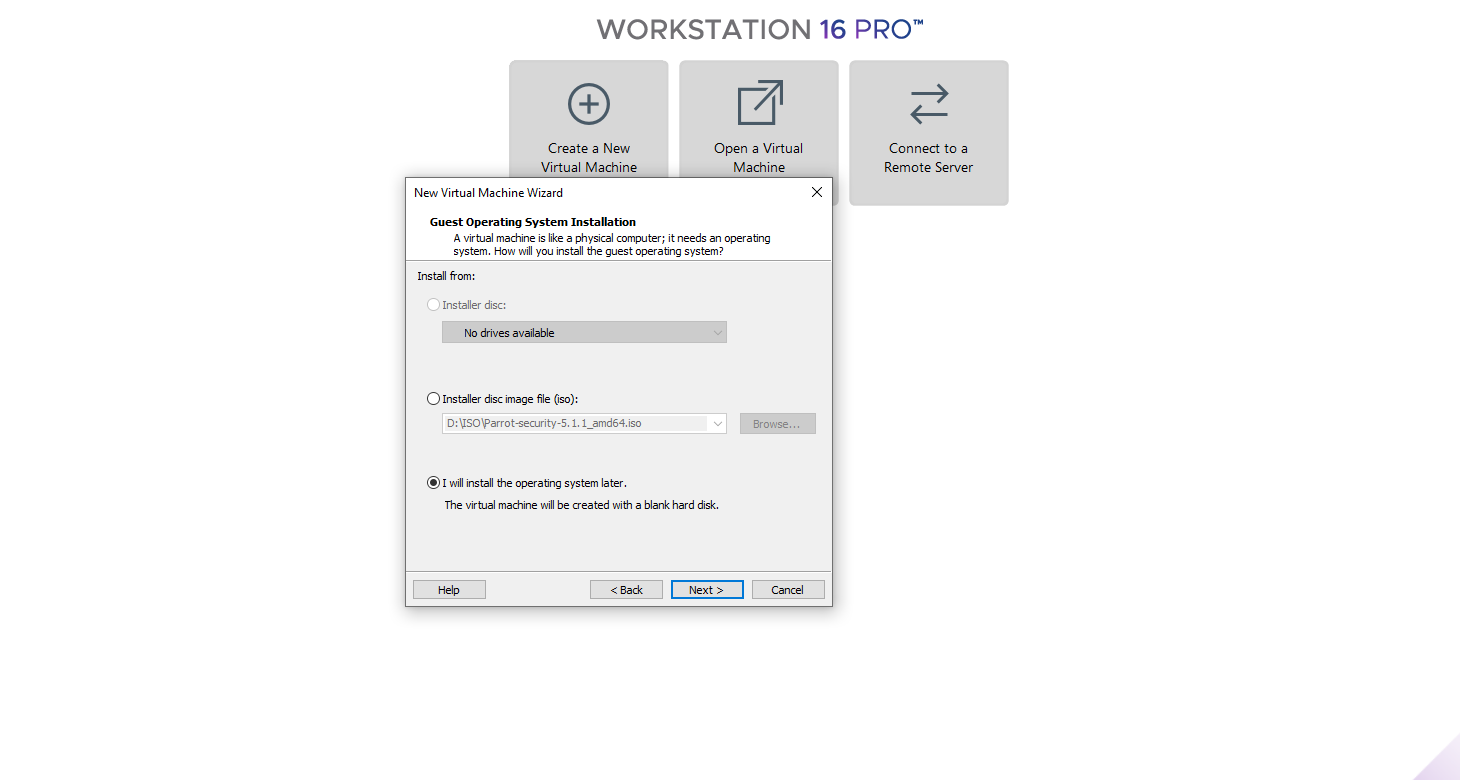 WORKSTATION 16 PRO™
Create a New
Virtual Machine
Open a Virtual
Machine
Connect to a
Remote Server
New Virtual Machine Wizard
Guest Operating System Installation
A virtual machine is like a physical computer; it needs an operating
system. How will you install the guest operating system?
Install from:
Installer disc:
No drives available
Installer disc image file (iso):
D:\ISO\Parrot-security-5.1.1_amd64.iso
Browse...
I will install the operating system later.
The virtual machine will be created with a blank hard disk.
Help
< Back
Next >
Cancel